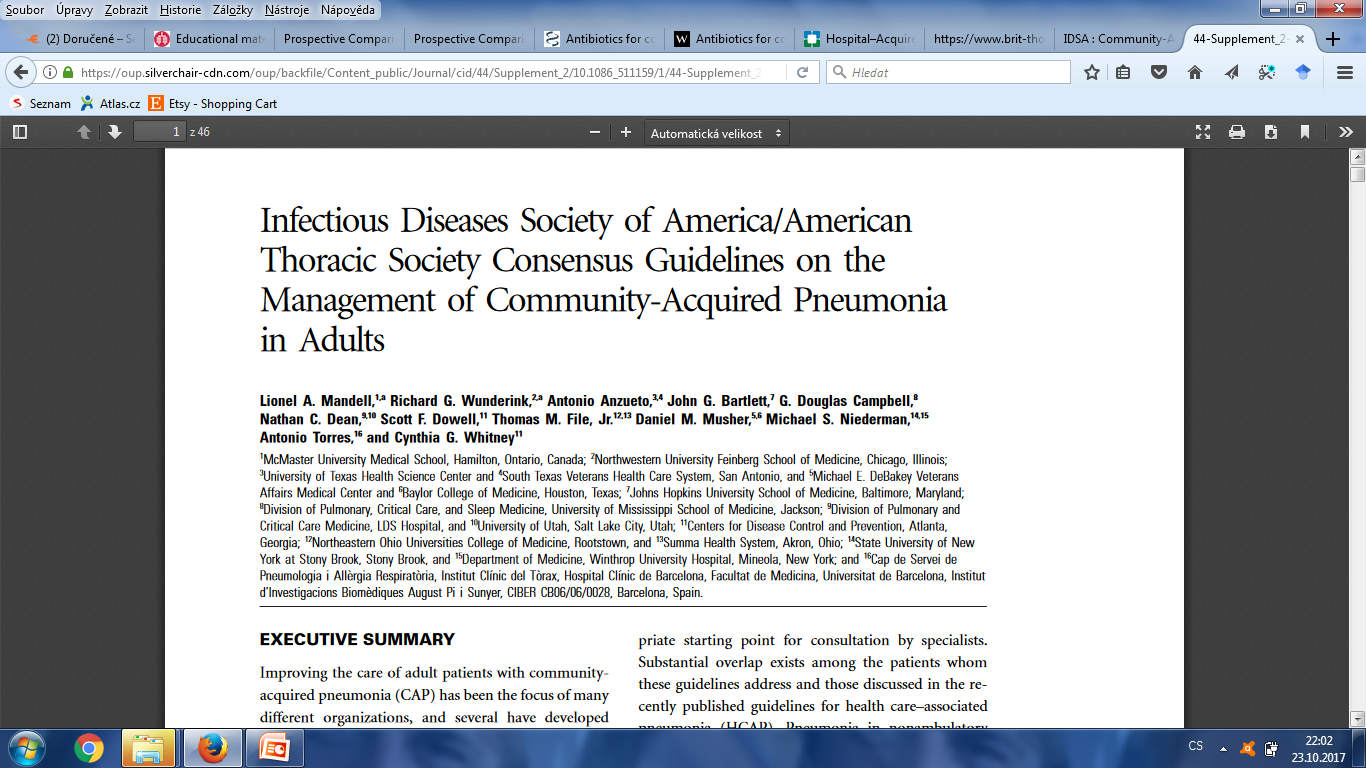 Soubor Úpravy Zobrazit Historie Záložky Nástroje Nápověda
(2) Doručené – S
Educational mate
Prospective Compari
Prospective Compari
Antibiotics for co
Antibiotics for co
Hospital–Acquire
https://www.brit-tho
IDSA : Community-A
44-Supplement_2-
https://oup.silverchair-cdn.com/oup/backfile/Content_public/Journal/cid/44/Supplement_2/10.1086_511159/1/44-Supplement_2
Hledat
Seznam Atlas.cz Etsy - Shopping Cart
1 z 46
Automatická velikost
Infectious Diseases Society of America/American
Thoracic Society Consensus Guidelines on the
Management of Community-Acquired Pneumonia
in Adults
Lionel A. Mandell,1,a Richard G. Wunderink,2,a Antonio Anzueto,3,4 John G. Bartlett,7 G. Douglas Campbell,8
Nathan C. Dean,9,10 Scott F. Dowell,11 Thomas M. File, Jr.12,13 Daniel M. Musher,5,6 Michael S. Niederman,14,15
Antonio Torres,16 and Cynthia G. Whitney11
1McMaster University Medical School, Hamilton, Ontario, Canada; 2Northwestern University Feinberg School of Medicine, Chicago, Illinois;
3University of Texas Health Science Center and 4South Texas Veterans Health Care System, San Antonio, and 5Michael E. DeBakey Veterans
Affairs Medical Center and 6Baylor College of Medicine, Houston, Texas; 7Johns Hopkins University School of Medicine, Baltimore, Maryland;
8Division of Pulmonary, Critical Care, and Sleep Medicine, University of Mississippi School of Medicine, Jackson; 9Division of Pulmonary and
Critical Care Medicine, LDS Hospital, and 10University of Utah, Salt Lake City, Utah; 11Centers for Disease Control and Prevention, Atlanta,
Georgia; 12Northeastern Ohio Universities College of Medicine, Rootstown, and 13Summa Health System, Akron, Ohio; 14State University of New
York at Stony Brook, Stony Brook, and 15Department of Medicine, Winthrop University Hospital, Mineola, New York; and 16Cap de Servei de
Pneumologia i Allèrgia Respiratòria, Institut Clínic del Tòrax, Hospital Clínic de Barcelona, Facultat de Medicina, Universitat de Barcelona, Institut
d'Investigacions Biomèdiques August Pi i Sunyer, CIBER CB06/06/0028, Barcelona, Spain.
EXECUTIVE SUMMARY
Improving the care of adult patients with community-
acquired pneumonia (CAP) has been the focus of many
different organizations, and several have developed
priate starting point for consultation by specialists.
Substantial overlap exists among the patients whom
these guidelines address and those discussed in the re-
cently published guidelines for health care–associated
pneumonia (HCAP). Pneumonia in nonambulatory
CS
22:02
23.10.2017